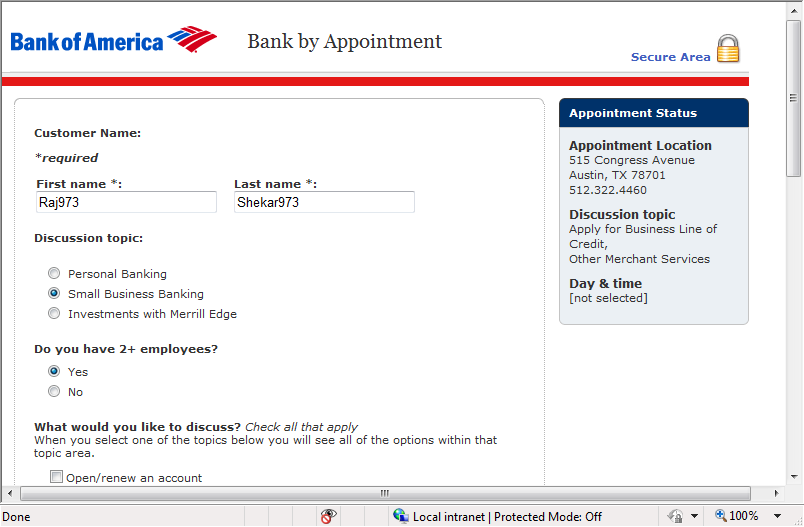 Bank of America
Bank by Appointment
Secure Area
Customer Name:
*required
First name *:
Last name *:
Raj973
Shekar973
Discussion topic:
Personal Banking
Small Business Banking
Investments with Merrill Edge
Do you have 2+ employees?
Yes
No
What would you like to discuss? Check all that apply
When you select one of the topics below you will see all of the options within that
topic area.
Open/renew an account
Appointment Status
Appointment Location
515 Congress Avenue
Austin, TX 78701
512.322.4460
Discussion topic
Apply for Business Line of
Credit,
Other Merchant Services
Day & time
[not selected]
Done
Local intranet | Protected Mode: Off
100%